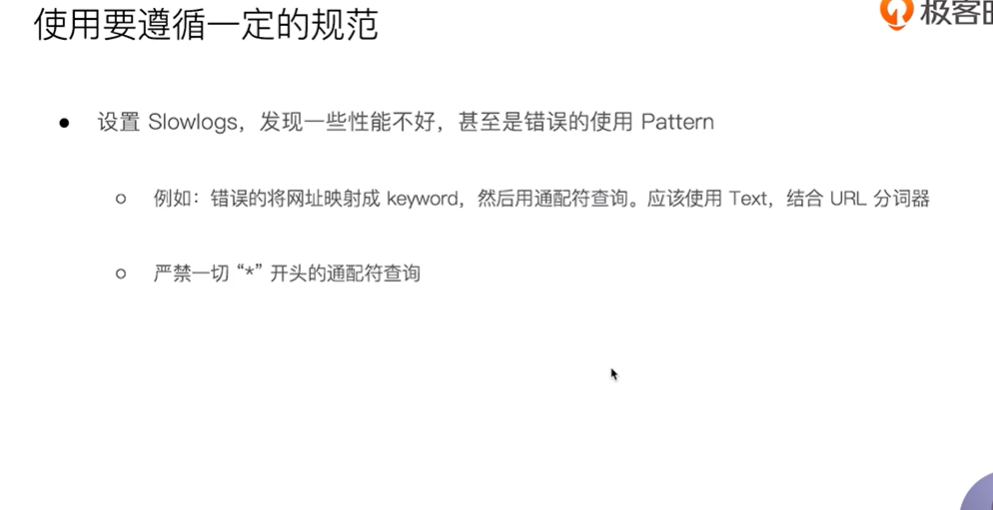 使用要遵循一定的规范
极客
设置 Slowlogs，发现一些性能不好，甚至是错误的使用 Pattern
例如：错误的将网址映射成 keyword，然后用通配符查询。应该使用 Text，结合 URL 分词器
严禁一切 “*” 开头的通配符查询